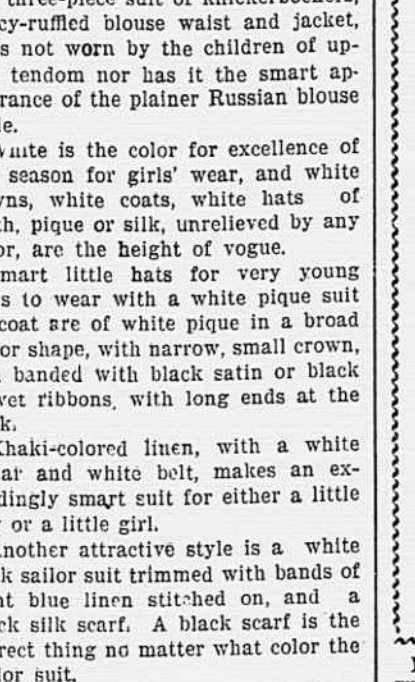 three-piece suit of knickerbockers,
cy-ruffled blouse waist and jacket,
s not worn by the children of up-
tendom nor has it the smart ap-
rance of the plainer Russian blouse
le.
White is the color for excellence of
season for girls' wear, and white
wns, white coats, white hats of
th, pique or silk, unrelieved by any
or, are the height of vogue.
mart little hats for very young
s to wear with a white pique suit
coat are of white pique in a broad
or shape, with narrow, small crown,
banded with black satin or black
vet ribbons, with long ends at the
k.
Khaki-colored linen, with a white
lar and white belt, makes an ex-
dingly smart suit for either a little
or a little girl.
nother attractive style is a white
k sailor suit trimmed with bands of
ht blue linen stitched on, and a
ck silk scarf. A black scarf is the
rect thing no matter what color the
lor suit.